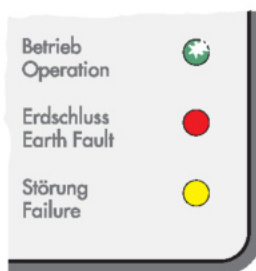 Betrieb
Operation
Erdschluss
Earth Fault
Störung
Failure